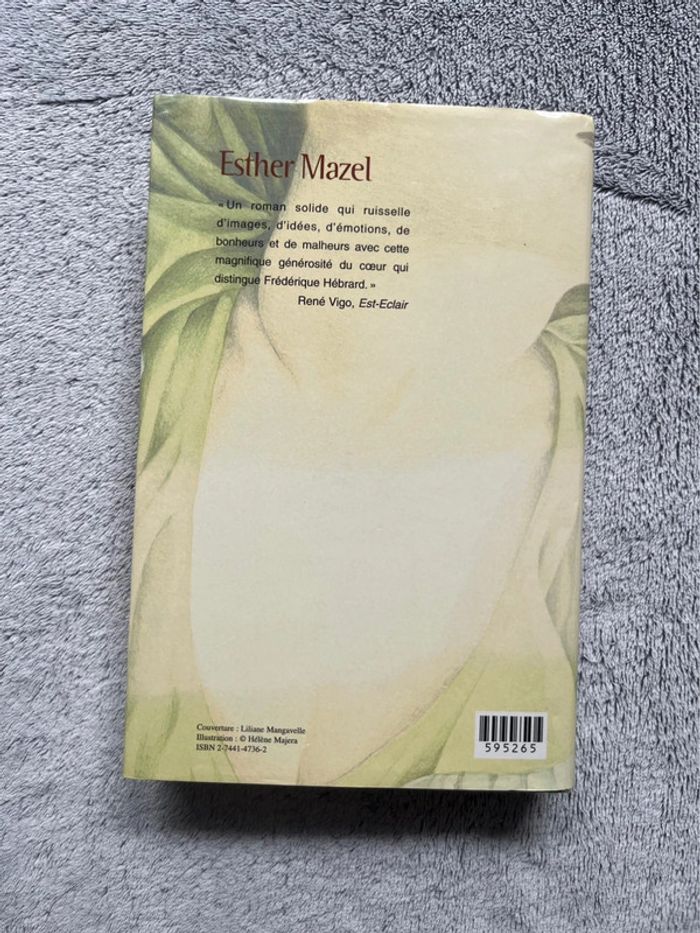 Esther Mazel
« Un roman solide qui ruisselle
d'images, d'idées, d'émotions, de
bonheurs et de malheurs avec cette
magnifique générosité du cœur qui
distingue Frédérique Hébrard. »
René Vigo, Est-Eclair
Couverture : Liliane Mangavelle
Illustration : © Hélène Majera
ISBN 2-7441-4736-2
595265